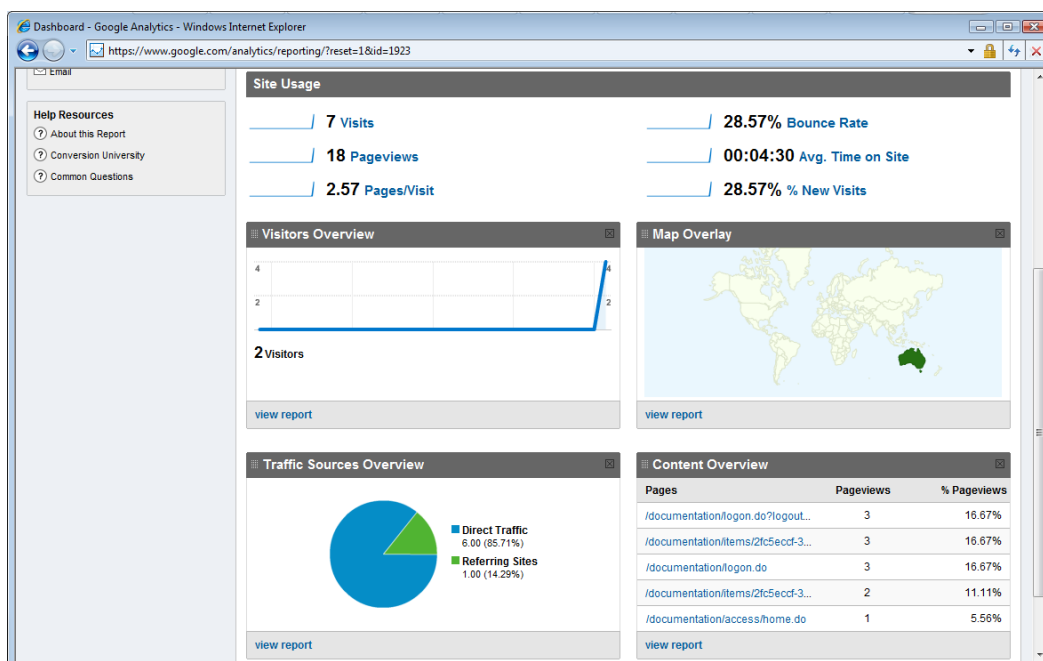 Dashboard - Google Analytics - Windows Internet Explorer
https://www.google.com/analytics/reporting/?reset=1&id=1923
Email
Help Resources
? About this Report
? Conversion University
? Common Questions
Site Usage
7 Visits
28.57% Bounce Rate
18 Pageviews
00:04:30 Avg. Time on Site
2.57 Pages/Visit
28.57% % New Visits
Visitors Overview
4 4
2 2
2 Visitors
view report
Map Overlay
view report
Traffic Sources Overview
Direct Traffic
6.00 (85.71%)
Referring Sites
1.00 (14.29%)
view report
Content Overview
Pages Pageviews % Pageviews
/documentation/logon.do?logout... 3 16.67%
/documentation/items/2fc5eccf-3... 3 16.67%
/documentation/logon.do 3 16.67%
/documentation/items/2fc5eccf-3... 2 11.11%
/documentation/access/home.do 1 5.56%
view report